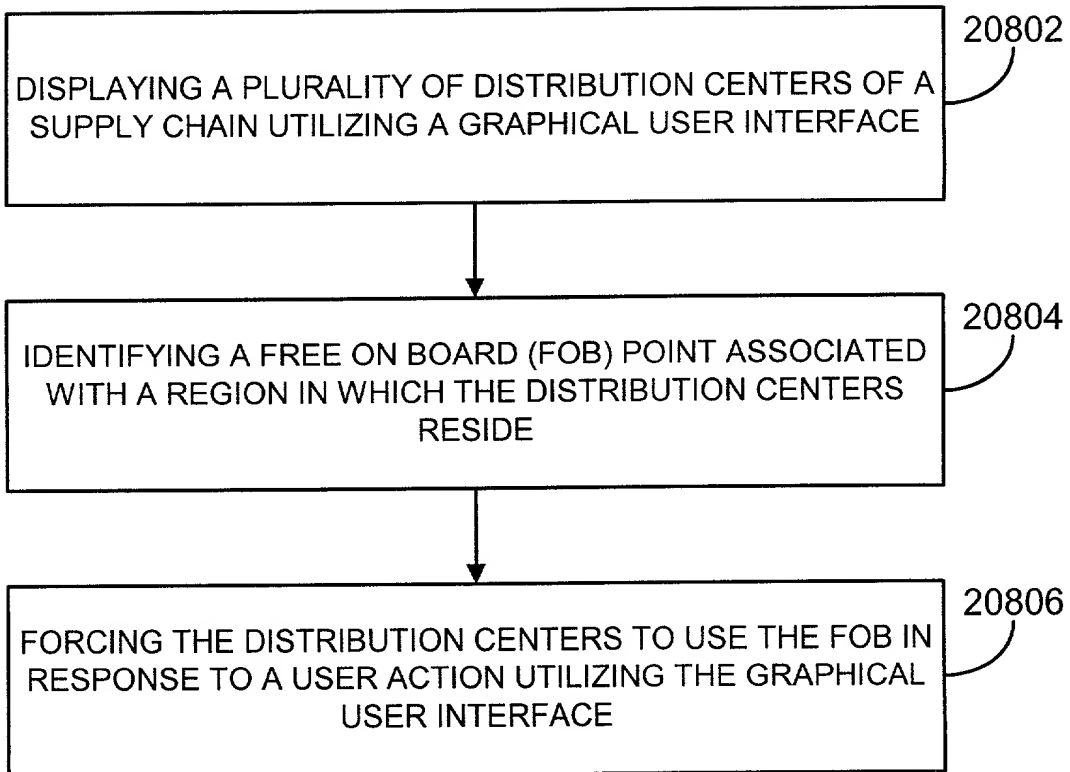 20802
DISPLAYING A PLURALITY OF DISTRIBUTION CENTERS OF A
SUPPLY CHAIN UTILIZING A GRAPHICAL USER INTERFACE
20804
IDENTIFYING A FREE ON BOARD (FOB) POINT ASSOCIATED
WITH A REGION IN WHICH THE DISTRIBUTION CENTERS
RESIDE
20806
FORCING THE DISTRIBUTION CENTERS TO USE THE FOB IN
RESPONSE TO A USER ACTION UTILIZING THE GRAPHICAL
USER INTERFACE